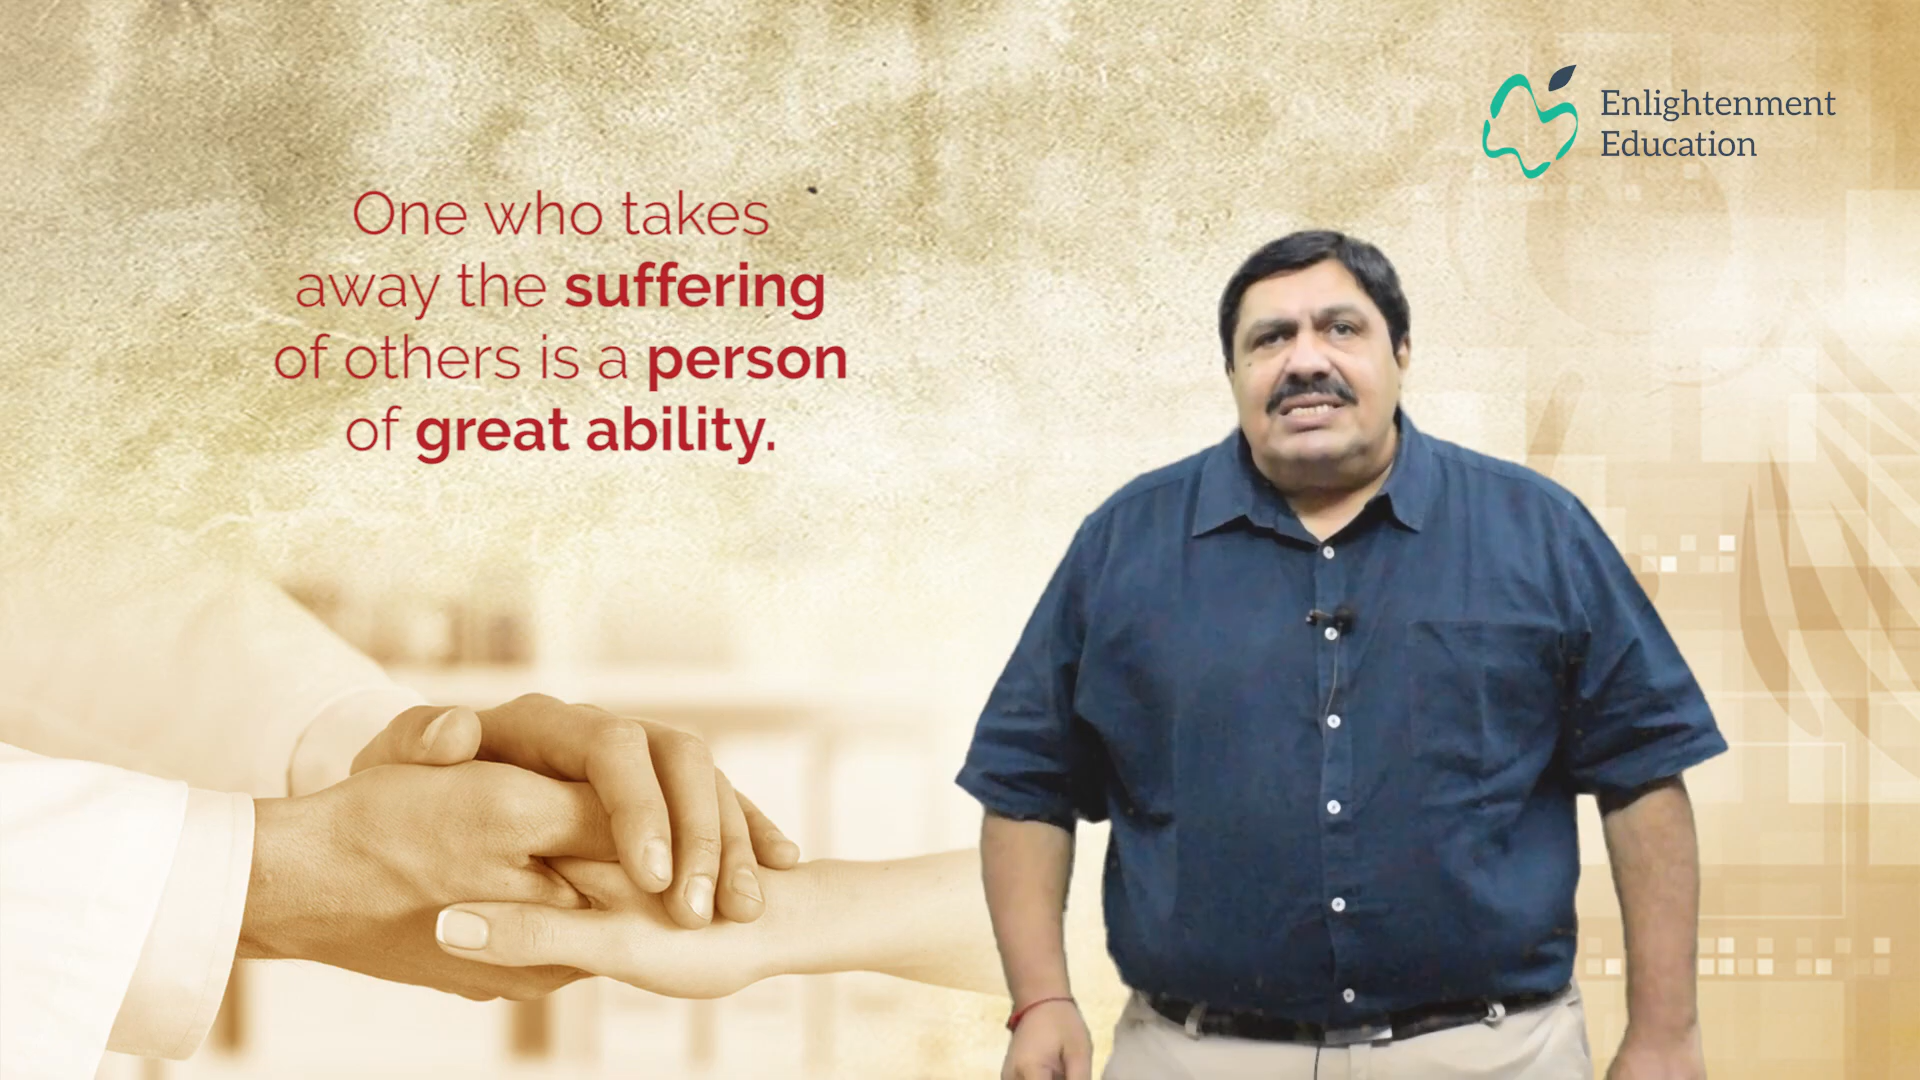 Enlightenment
Education
One who takes
away the suffering
of others is a person
of great ability.